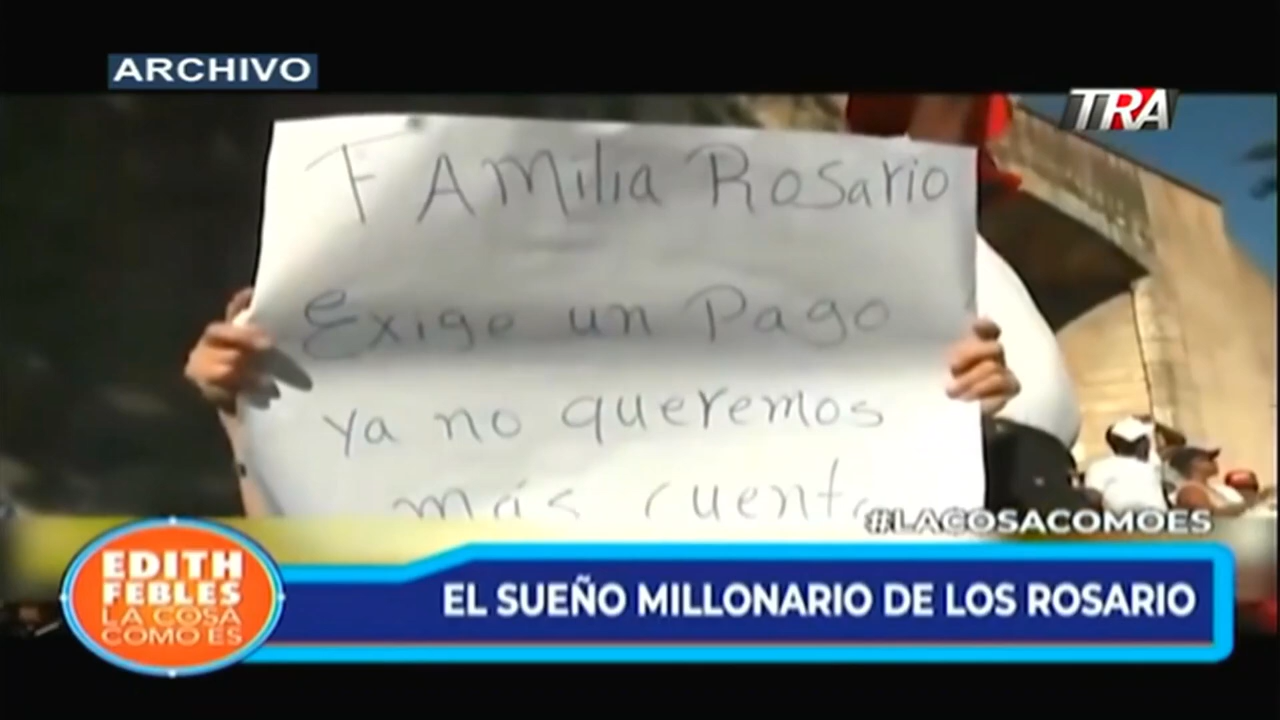 ARCHIVO
TRA
FAMilia Rosario
Exige un Pago
ya no queremos
más
#LACOSACOMOES
EDITH
FEBLES
LA COSA
COMO ES
EL SUEÑO MILLONARIO DE LOS ROSARIO